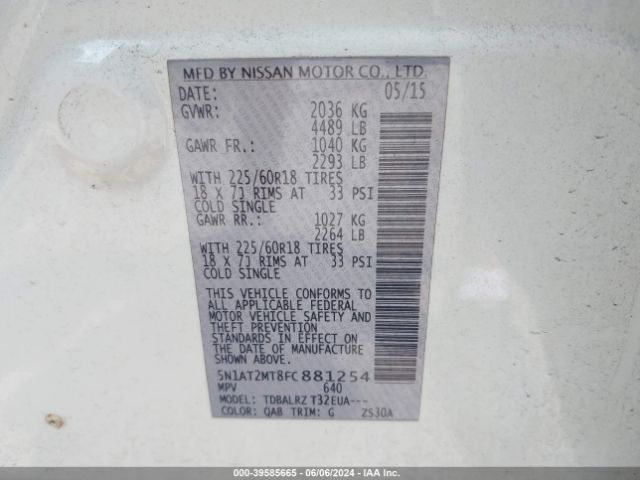 MFD BY NISSAN MOTOR CO., LTD.
DATE: 05/15
GVWR: 2036 KG
4489 LB
GAWR FR.: 1040 KG
2293 LB
WITH 225/60R18 TIRES
18 X 7J RIMS AT 33 PSI
COLD SINGLE
GAWR RR.: 1027 KG
2264 LB
WITH 225/60R18 TIRES
18 X 7J RIMS AT 33 PSI
COLD SINGLE
THIS VEHICLE CONFORMS TO
ALL APPLICABLE FEDERAL
MOTOR VEHICLE SAFETY AND
THEFT PREVENTION
STANDARDS IN EFFECT ON
THE DATE OF MANUFACTURE
SHOWN ABOVE.
5N1AT2MT8FC881254
MPV 640
MODEL: TDBALRZ T32EUA---
COLOR: QAB TRIM: G Z530A
000-39585665 - 06/06/2024 - IAAI.com